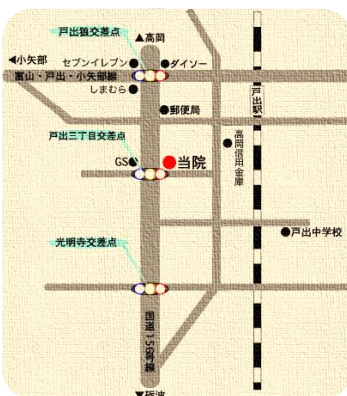 戸出狼交差点
▲高岡
◀小矢部
セブンイレブン
ダイソー
富山・戸出・小矢部線
しまむら
戸出駅
郵便局
戸出三丁目交差点
高岡信用金庫
GS
当院
光明寺交差点
戸出中学校
国道156号線
▼砺波